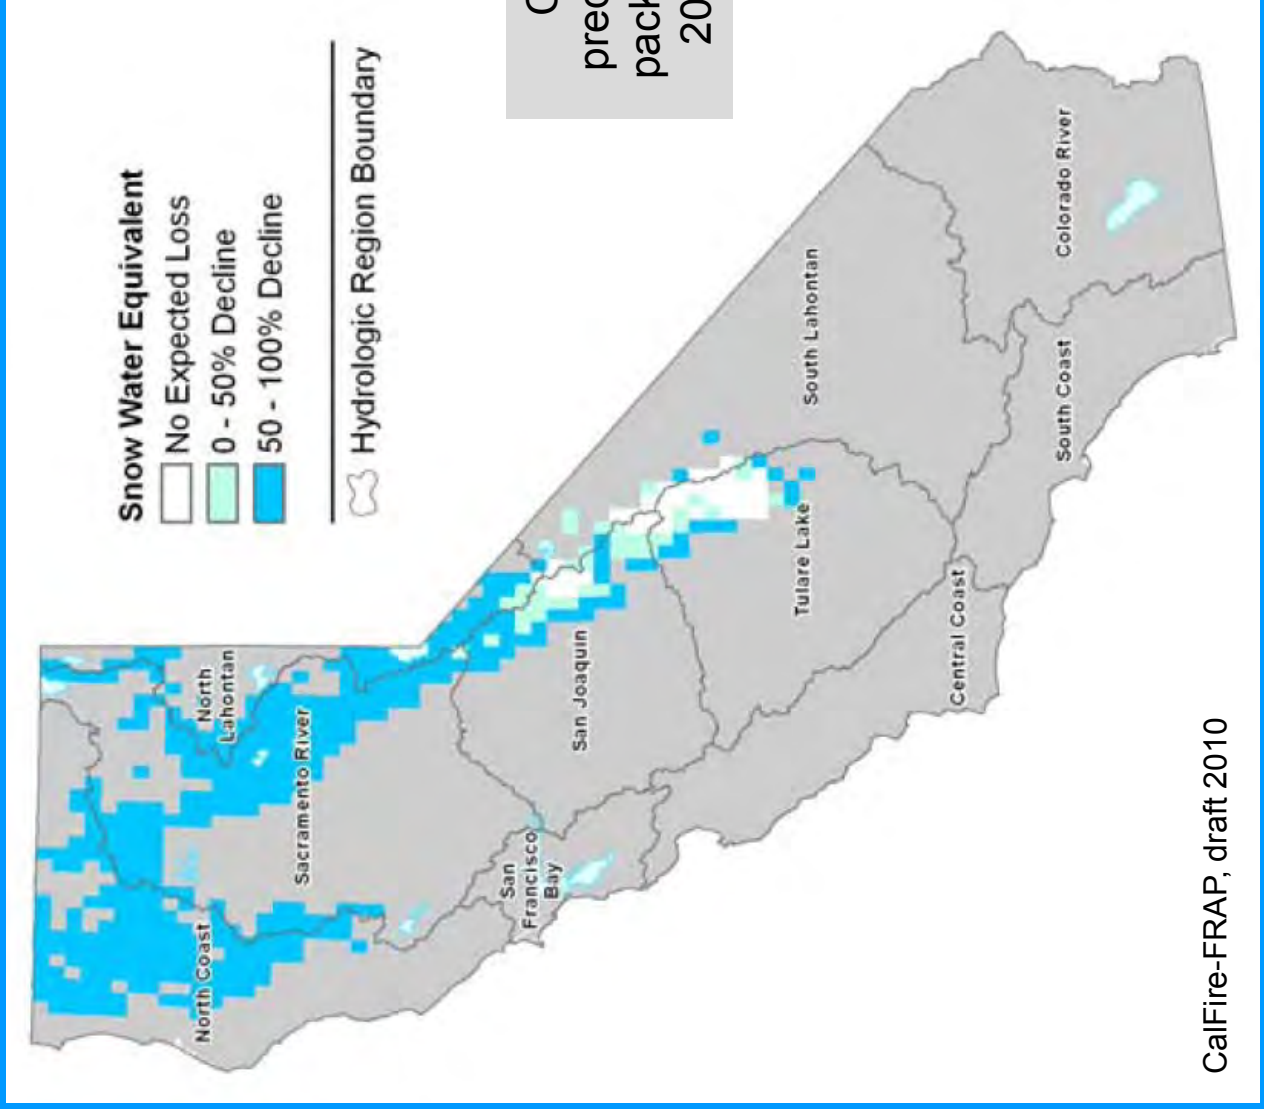 Snow Water Equivalent
No Expected Loss
0 - 50% Decline
50 - 100% Decline
Hydrologic Region Boundary
North Coast
Sacramento River
North
Lahontan
San
Francisco
Bay
San Joaquin
Tulare Lake
South Lahontan
Central Coast
South Coast
Colorado River
CalFire-FRAP, draft 2010